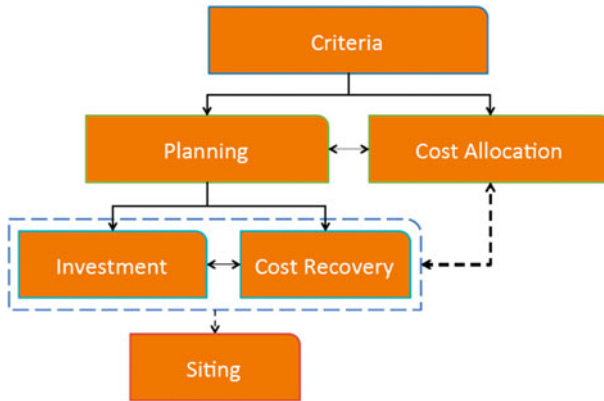 Criteria
Planning
Cost Allocation
Investment
Cost Recovery
Siting